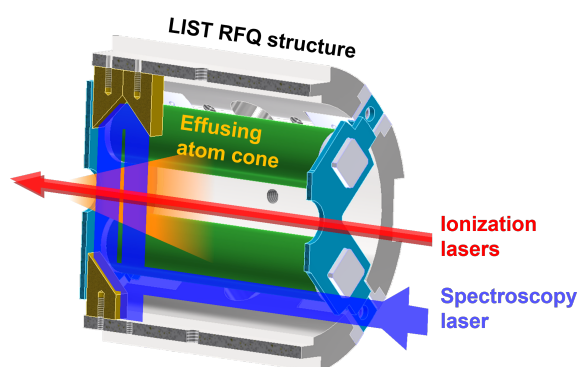 LIST RFQ structure
Effusing
atom cone
Ionization
lasers
Spectroscopy
laser